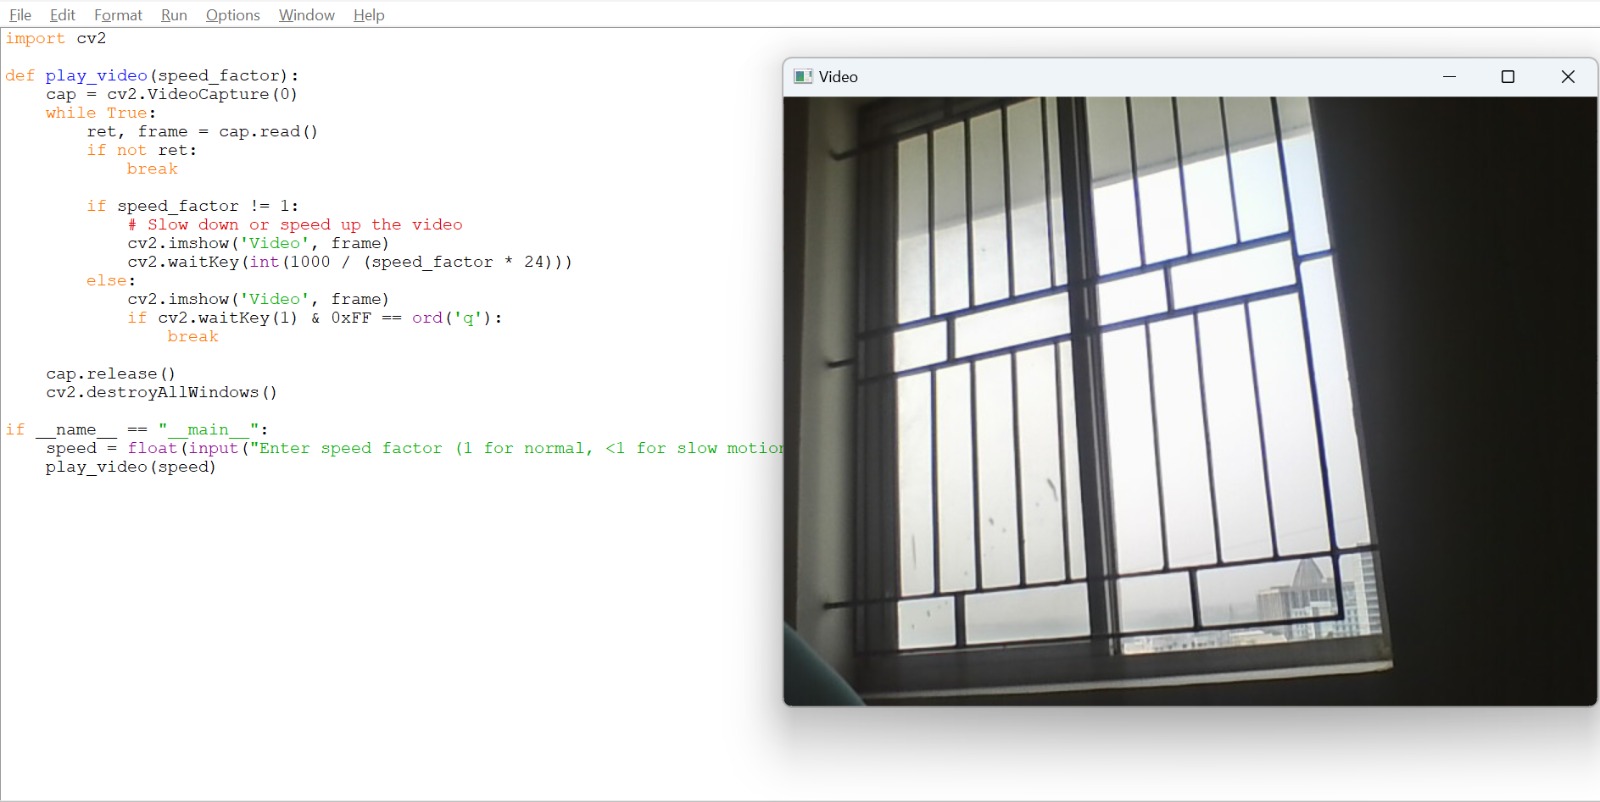 File Edit Format Run Options Window Help
import cv2
def play_video(speed_factor):
    cap = cv2.VideoCapture(0)
    while True:
        ret, frame = cap.read()
        if not ret:
            break
        if speed_factor != 1:
            # Slow down or speed up the video
            cv2.imshow('Video', frame)
            cv2.waitKey(int(1000 / (speed_factor * 24)))
        else:
            cv2.imshow('Video', frame)
            if cv2.waitKey(1) & 0xFF == ord('q'):
                break
    cap.release()
    cv2.destroyAllWindows()
if __name__ == "__main__":
    speed = float(input("Enter speed factor (1 for normal, <1 for slow motion
    play_video(speed)
Video